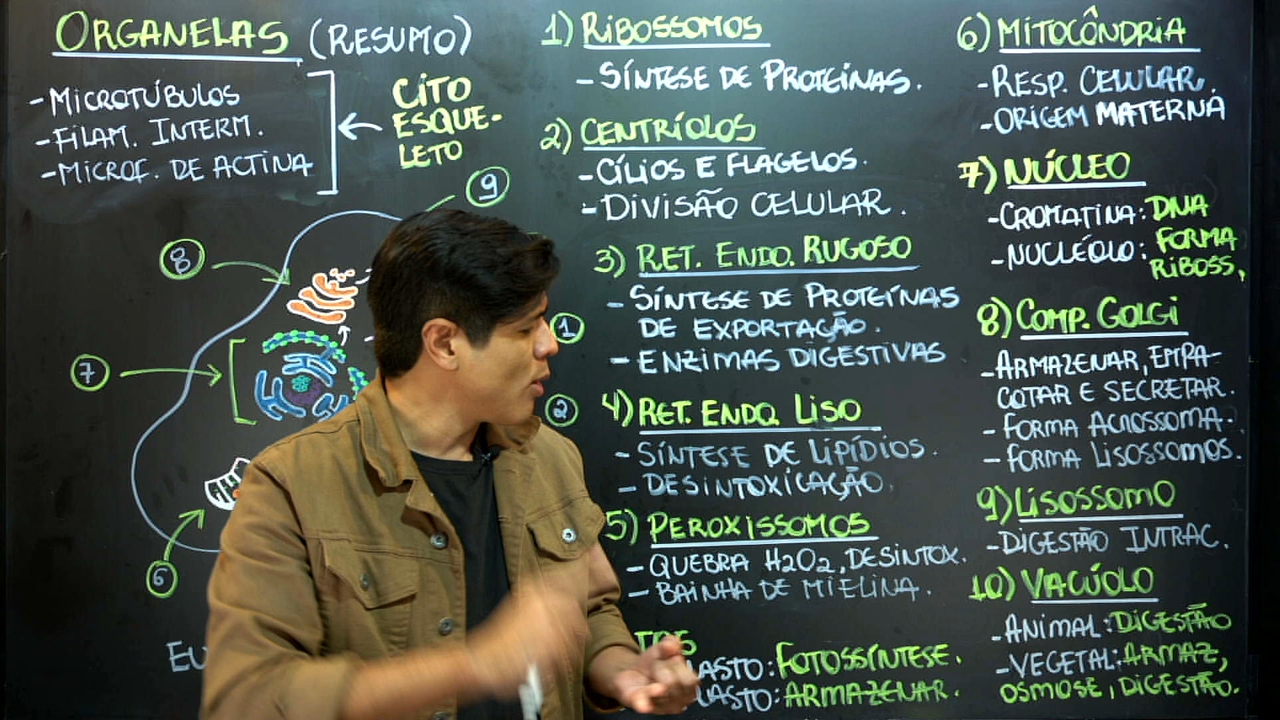 ORGANELAS (RESUMO)
- MICROTÚBULOS
- FILAM. INTERM.
- MICROF. DE ACTINA
CITO
ESQUE-
LETO
9
8
7
6
1
2
1) RIBOSSOMOS
- SÍNTESE DE PROTEÍNAS.
2) CENTRÍOLOS
- CÍLIOS E FLAGELOS.
- DIVISÃO CELULAR.
3) RET. ENDO. RUGOSO
- SÍNTESE DE PROTEÍNAS
DE EXPORTAÇÃO.
- ENZIMAS DIGESTIVAS
4) RET. ENDO. LISO
- SÍNTESE DE LIPÍDIOS.
- DESINTOXICAÇÃO.
5) PEROXISSOMOS
- QUEBRA H2O2, DESINTOX.
- BAINHA DE MIELINA.
LASTO: FOTOSSÍNTESE.
LASTO: ARMAZENAR.
6) MITOCÔNDRIA
- RESP. CELULAR.
- ORIGEM MATERNA
7) NÚCLEO
- CROMATINA: DNA
- NUCLÉOLO: FORMA
RIBOSS,
8) COMP. GOLGI
- ARMAZENAR, EMPA-
COTAR E SECRETAR.
- FORMA ACROSSOMA.
- FORMA LISOSSOMOS.
9) LISOSSOMO
- DIGESTÃO INTRAC.
10) VACÚOLO
- ANIMAL: DIGESTÃO
- VEGETAL: ARMAZ,
OSMOSE, DIGESTÃO.